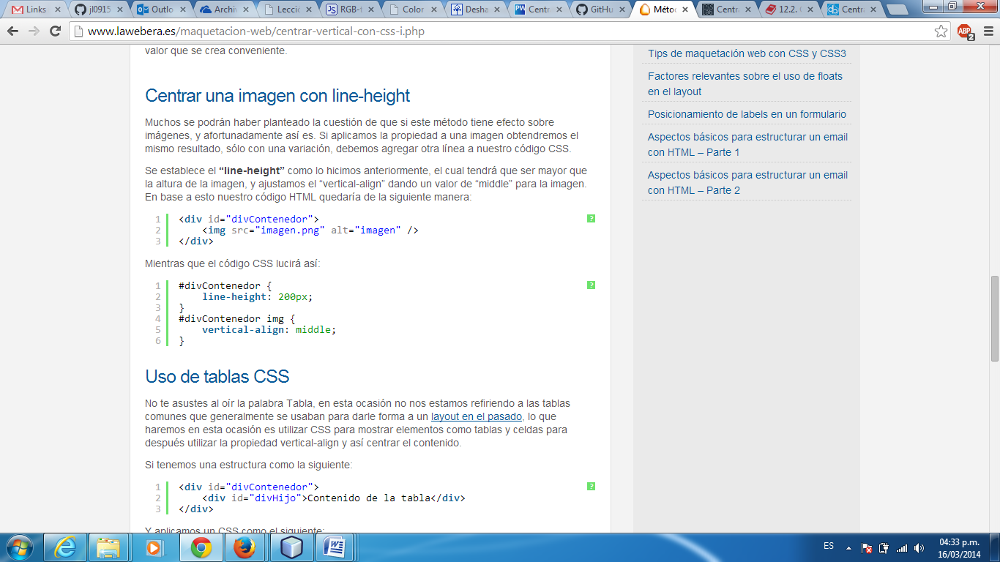 Links
jl0915
Outlo
Archiv
Lecció
RGB-t
Color
Desha
Centr
GitHu
Métod
Centr
12.2. 
Centra
www.lawebera.es/maquetacion-web/centrar-vertical-con-css-i.php
ABP
2
valor que se crea conveniente.
Centrar una imagen con line-height
Muchos se podrán haber planteado la cuestión de que si este método tiene efecto sobre
imágenes, y afortunadamente así es. Si aplicamos la propiedad a una imagen obtendremos el
mismo resultado, sólo con una variación, debemos agregar otra línea a nuestro código CSS.
Se establece el “line-height” como lo hicimos anteriormente, el cual tendrá que ser mayor que
la altura de la imagen, y ajustamos el “vertical-align” dando un valor de “middle” para la imagen.
En base a esto nuestro código HTML quedaría de la siguiente manera:
1 <div id="divContenedor">
2     <img src="imagen.png" alt="imagen" />
3 </div>
?
Mientras que el código CSS lucirá así:
1 #divContenedor {
2     line-height: 200px;
3 }
4 #divContenedor img {
5     vertical-align: middle;
6 }
?
Uso de tablas CSS
No te asustes al oír la palabra Tabla, en esta ocasión no nos estamos refiriendo a las tablas
comunes que generalmente se usaban para darle forma a un layout en el pasado, lo que
haremos en esta ocasión es utilizar CSS para mostrar elementos como tablas y celdas para
después utilizar la propiedad vertical-align y así centrar el contenido.
Si tenemos una estructura como la siguiente:
1 <div id="divContenedor">
2     <div id="divHijo">Contenido de la tabla</div>
3 </div>
?
Y aplicamos un CSS como el siguiente:
Tips de maquetación web con CSS y CSS3
Factores relevantes sobre el uso de floats
en el layout
Posicionamiento de labels en un formulario
Aspectos básicos para estructurar un email
con HTML – Parte 1
Aspectos básicos para estructurar un email
con HTML – Parte 2
ES
04:33 p.m.
16/03/2014